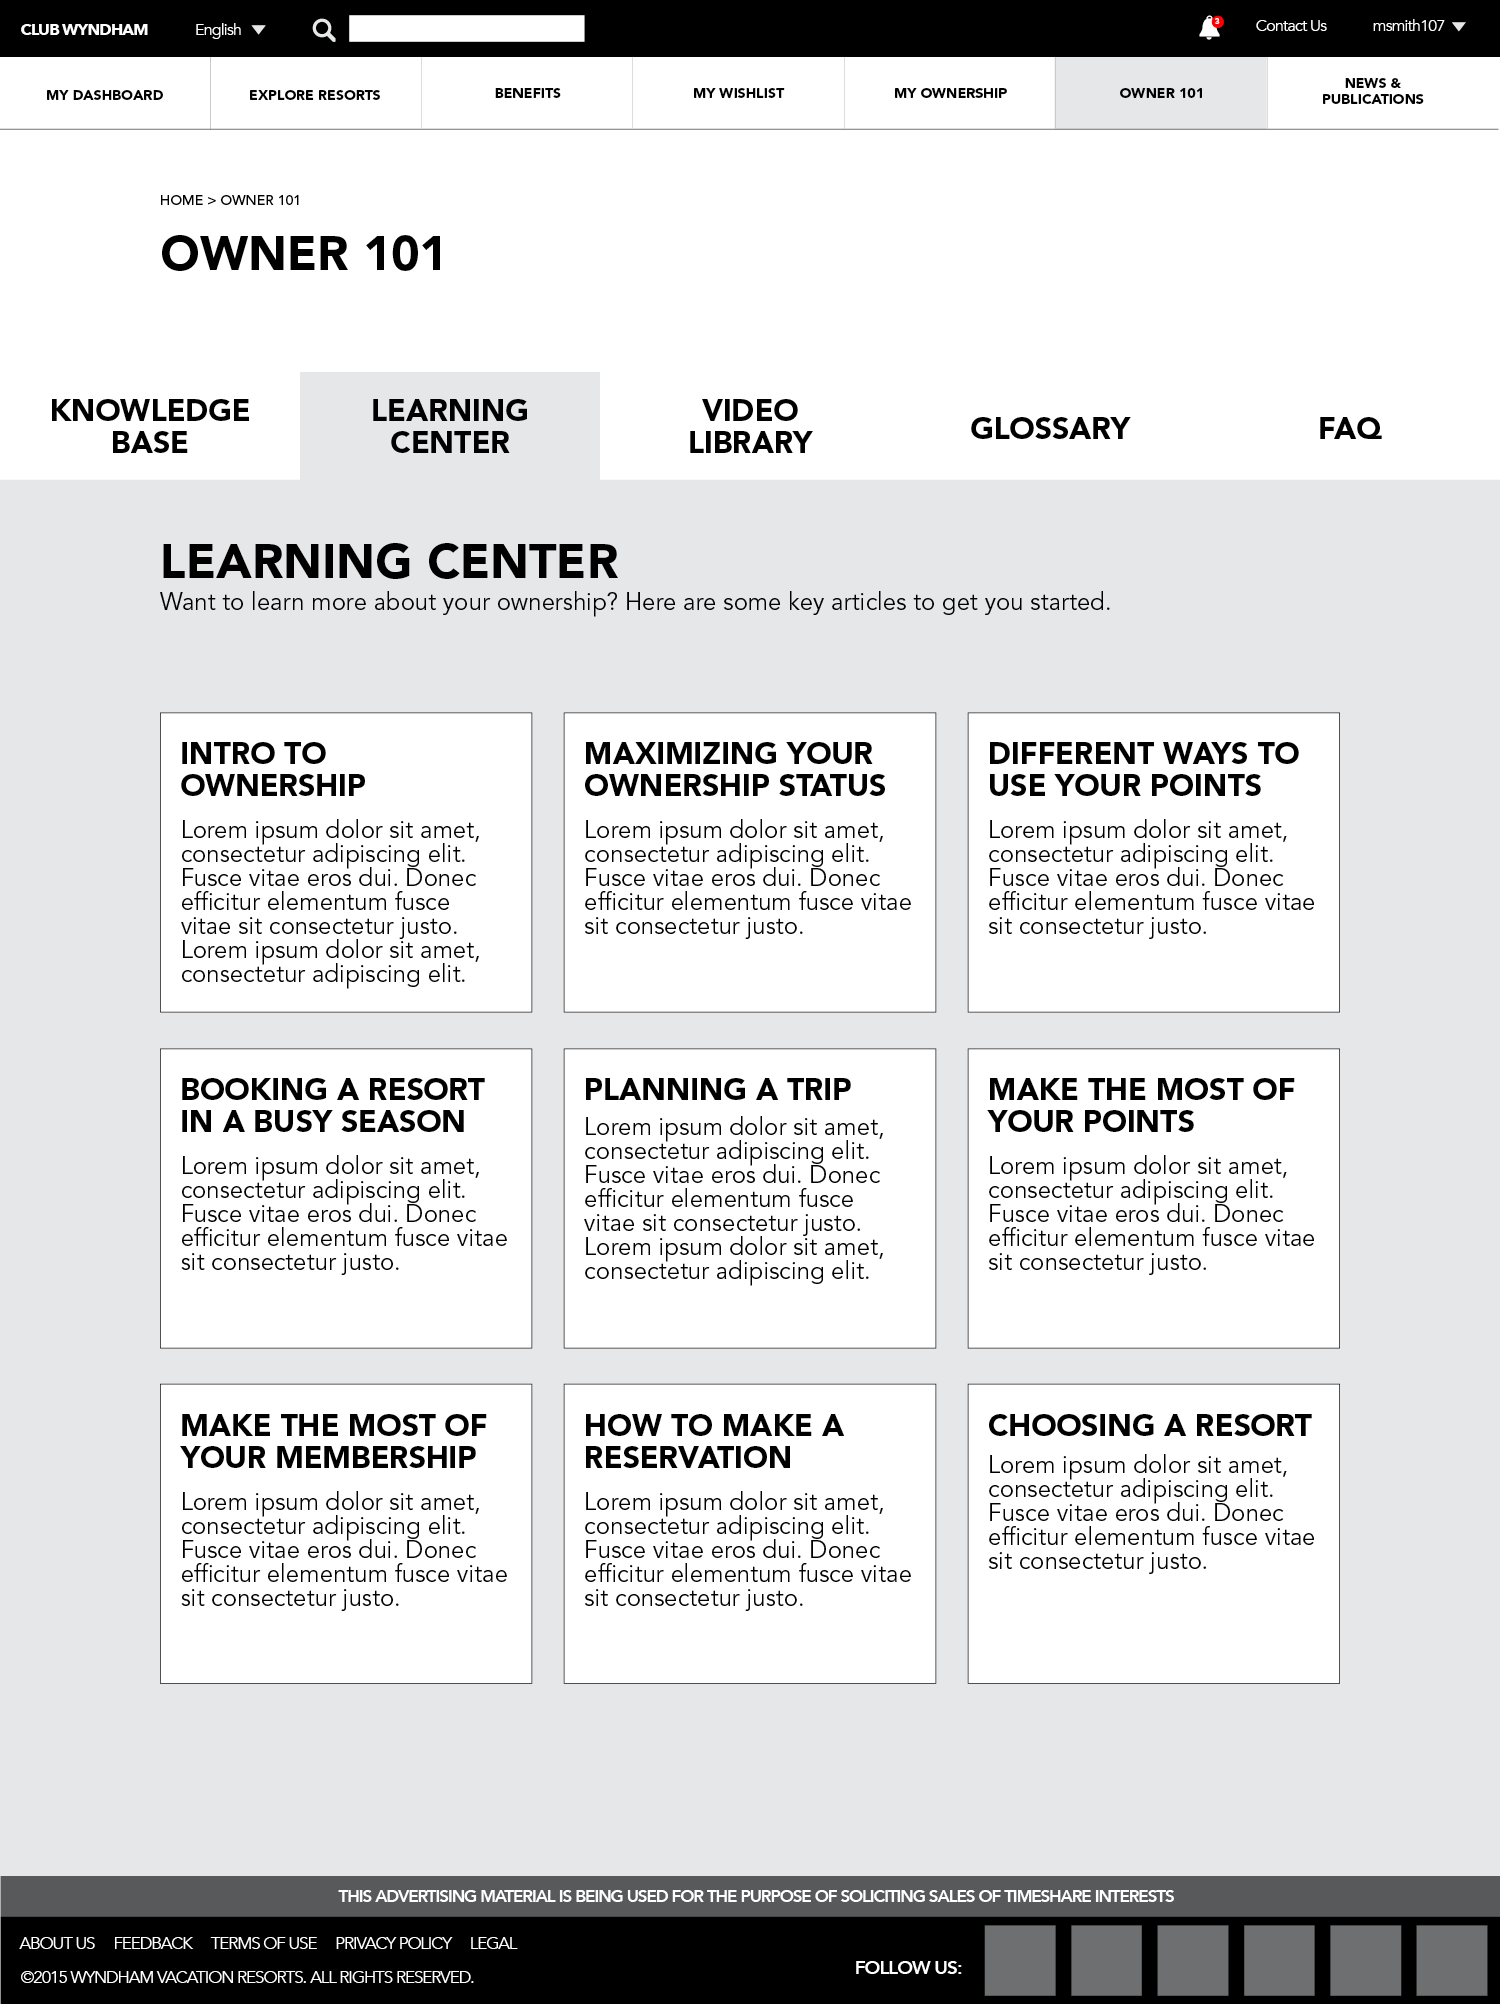 CLUB WYNDHAM
English
3
Contact Us
msmith107
MY DASHBOARD
EXPLORE RESORTS
BENEFITS
MY WISHLIST
MY OWNERSHIP
OWNER 101
NEWS &
PUBLICATIONS
HOME > OWNER 101
OWNER 101
KNOWLEDGE
BASE
LEARNING
CENTER
VIDEO
LIBRARY
GLOSSARY
FAQ
LEARNING CENTER
Want to learn more about your ownership? Here are some key articles to get you started.
INTRO TO
OWNERSHIP
Lorem ipsum dolor sit amet,
consectetur adipiscing elit.
Fusce vitae eros dui. Donec
efficitur elementum fusce
vitae sit consectetur justo.
Lorem ipsum dolor sit amet,
consectetur adipiscing elit.
MAXIMIZING YOUR
OWNERSHIP STATUS
Lorem ipsum dolor sit amet,
consectetur adipiscing elit.
Fusce vitae eros dui. Donec
efficitur elementum fusce vitae
sit consectetur justo.
DIFFERENT WAYS TO
USE YOUR POINTS
Lorem ipsum dolor sit amet,
consectetur adipiscing elit.
Fusce vitae eros dui. Donec
efficitur elementum fusce vitae
sit consectetur justo.
BOOKING A RESORT
IN A BUSY SEASON
Lorem ipsum dolor sit amet,
consectetur adipiscing elit.
Fusce vitae eros dui. Donec
efficitur elementum fusce vitae
sit consectetur justo.
PLANNING A TRIP
Lorem ipsum dolor sit amet,
consectetur adipiscing elit.
Fusce vitae eros dui. Donec
efficitur elementum fusce
vitae sit consectetur justo.
Lorem ipsum dolor sit amet,
consectetur adipiscing elit.
MAKE THE MOST OF
YOUR POINTS
Lorem ipsum dolor sit amet,
consectetur adipiscing elit.
Fusce vitae eros dui. Donec
efficitur elementum fusce vitae
sit consectetur justo.
MAKE THE MOST OF
YOUR MEMBERSHIP
Lorem ipsum dolor sit amet,
consectetur adipiscing elit.
Fusce vitae eros dui. Donec
efficitur elementum fusce vitae
sit consectetur justo.
HOW TO MAKE A
RESERVATION
Lorem ipsum dolor sit amet,
consectetur adipiscing elit.
Fusce vitae eros dui. Donec
efficitur elementum fusce vitae
sit consectetur justo.
CHOOSING A RESORT
Lorem ipsum dolor sit amet,
consectetur adipiscing elit.
Fusce vitae eros dui. Donec
efficitur elementum fusce vitae
sit consectetur justo.
THIS ADVERTISING MATERIAL IS BEING USED FOR THE PURPOSE OF SOLICITING SALES OF TIMESHARE INTERESTS
ABOUT US FEEDBACK TERMS OF USE PRIVACY POLICY LEGAL
©2015 WYNDHAM VACATION RESORTS. ALL RIGHTS RESERVED.
FOLLOW US: